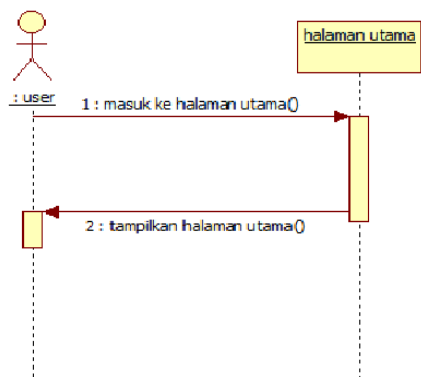 halaman utama
: user
1 : masuk ke halaman utama()
2 : tampilkan halaman utama()